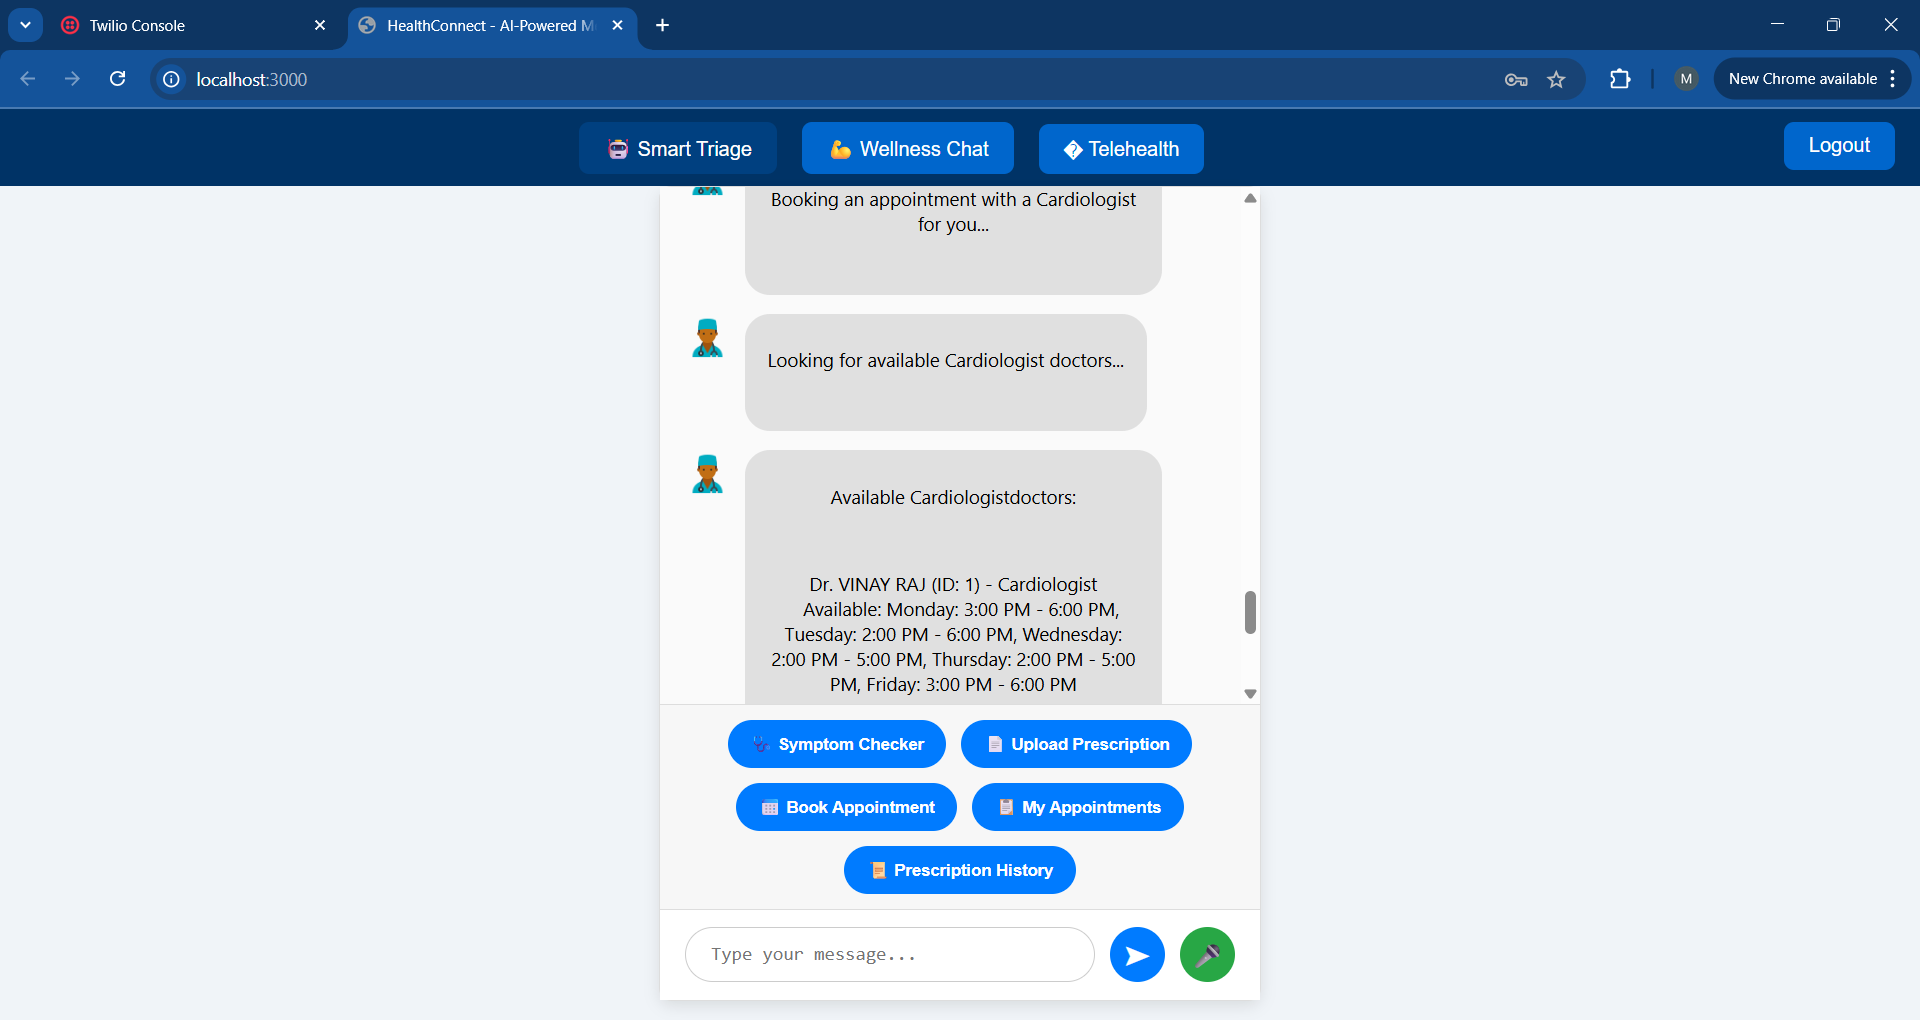 Twilio Console
HealthConnect - AI-Powered M
localhost:3000
M
New Chrome available
Smart Triage
Wellness Chat
� Telehealth
Logout
Booking an appointment with a Cardiologist
for you...
Looking for available Cardiologist doctors...
Available Cardiologistdoctors:
Dr. VINAY RAJ (ID: 1) - Cardiologist
Available: Monday: 3:00 PM - 6:00 PM,
Tuesday: 2:00 PM - 6:00 PM, Wednesday:
2:00 PM - 5:00 PM, Thursday: 2:00 PM - 5:00
PM, Friday: 3:00 PM - 6:00 PM
Symptom Checker
Upload Prescription
Book Appointment
My Appointments
Prescription History
Type your message...